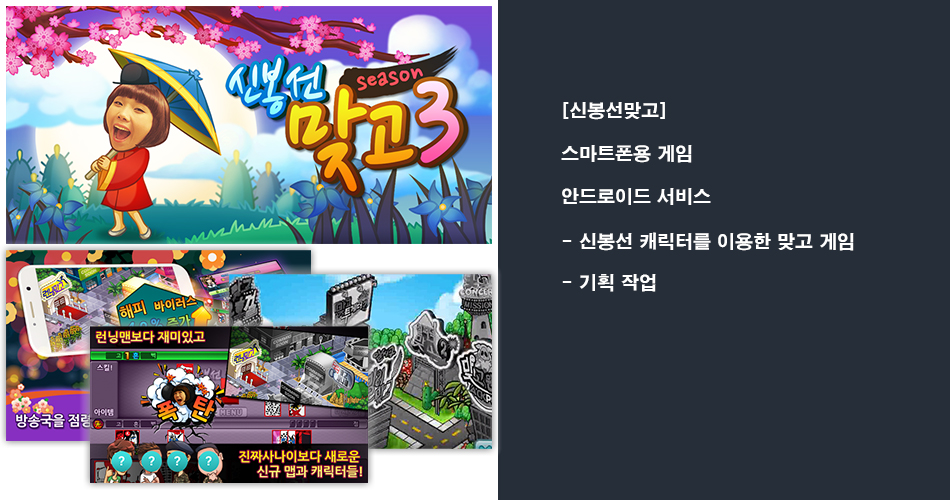 신봉선
season
맞고3
해피 바이러스
증가
런닝맨보다 재미있고
스킬!
폭탄
MENU
아이템
방송국을 점령
진짜사나이보다 새로운
신규 맵과 캐릭터들!
MISSION
[신봉선맞고]
스마트폰용 게임
안드로이드 서비스
- 신봉선 캐릭터를 이용한 맞고 게임
- 기획 작업